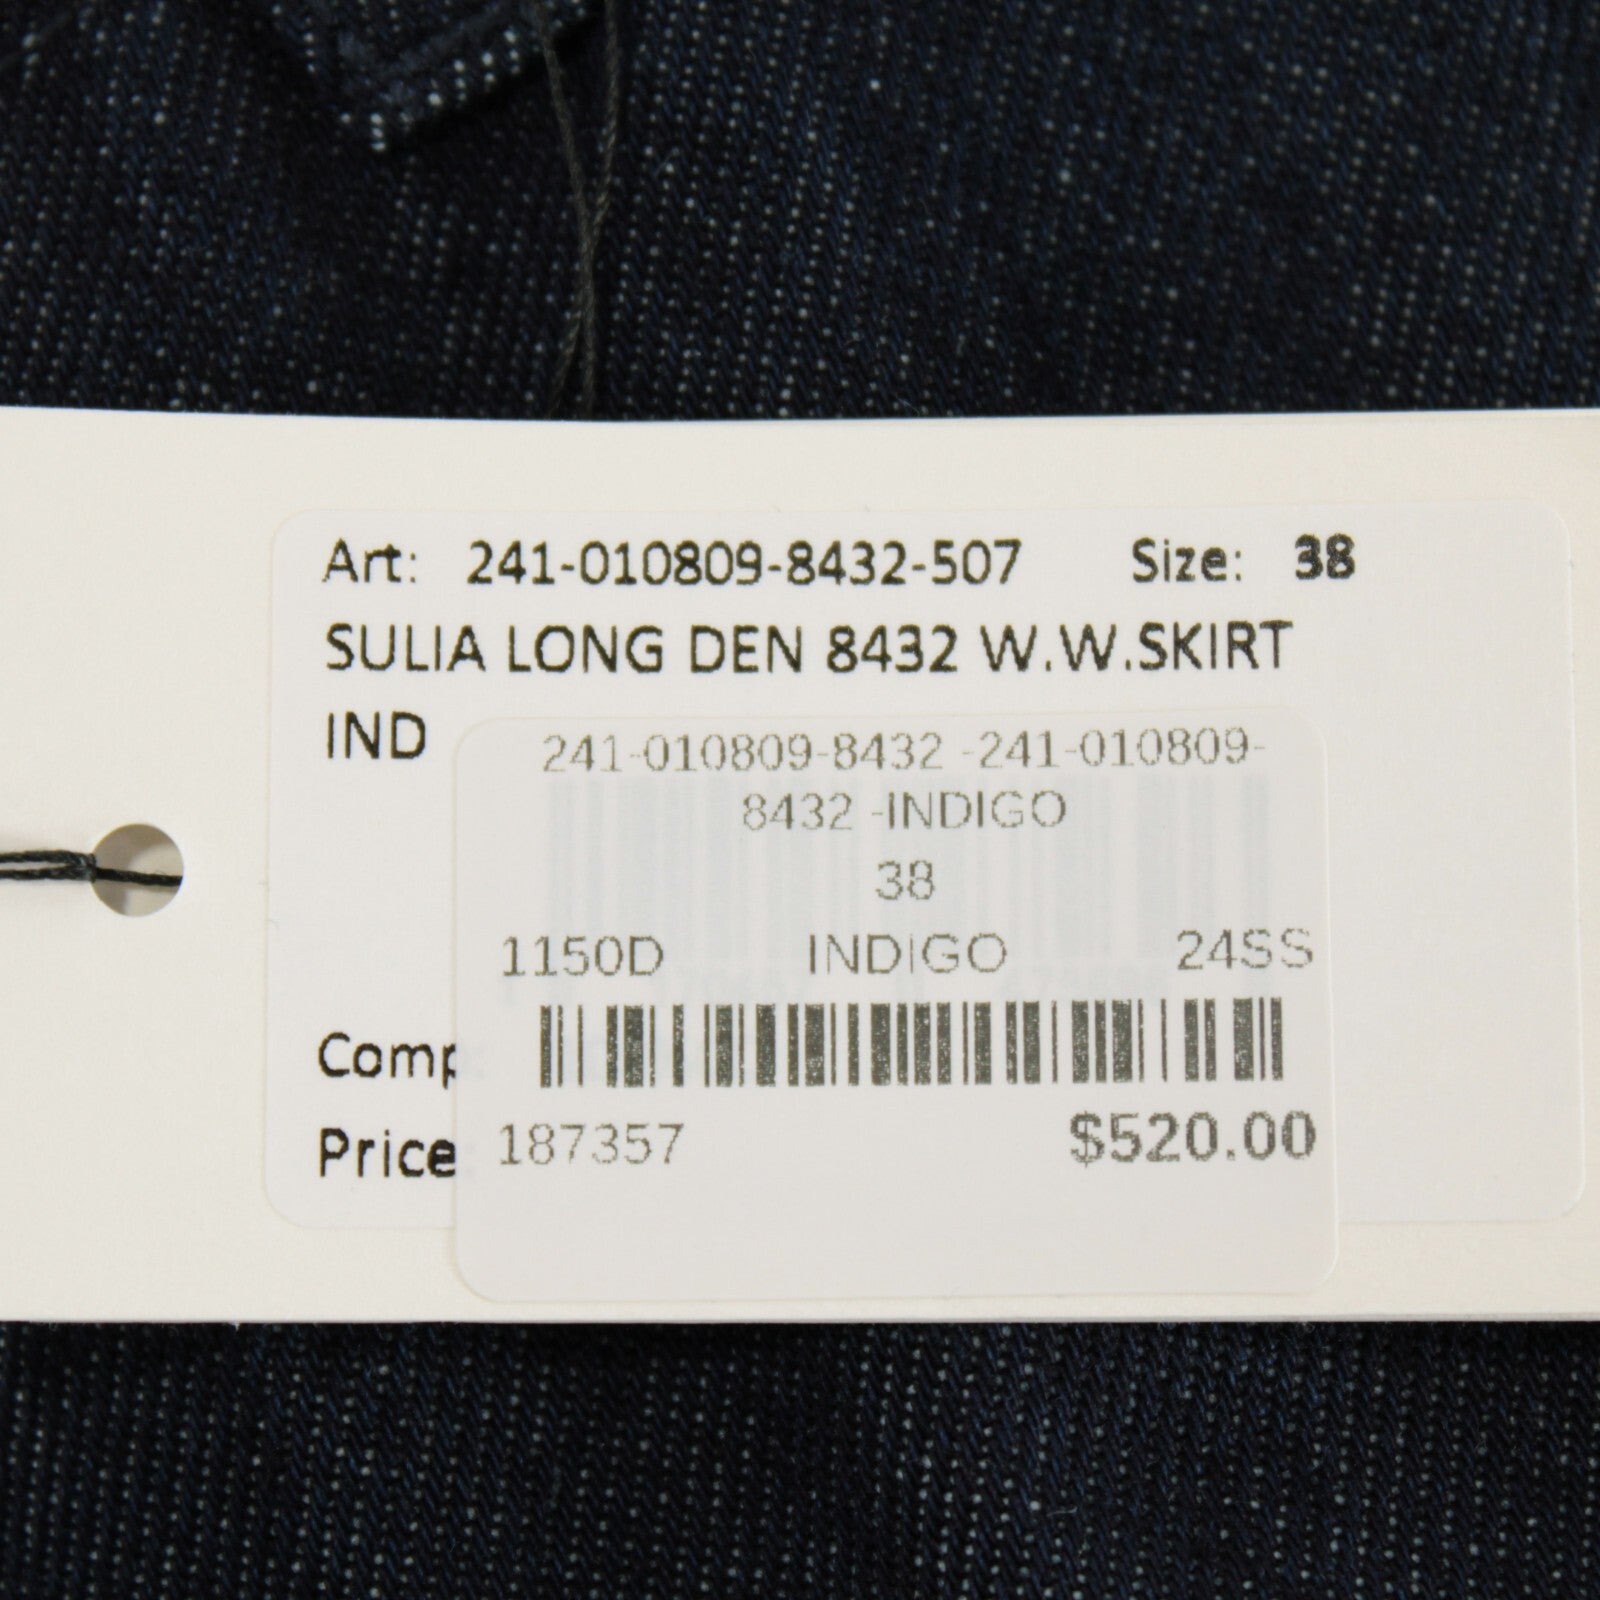 Art: 241-010809-8432-507 Size: 38
SULIA LONG DEN 8432 W.W.SKIRT
IND
241-010809-8432 -241-010809-
8432 -INDIGO
38
1150D INDIGO 24SS
Comp
Price
187357 $520.00